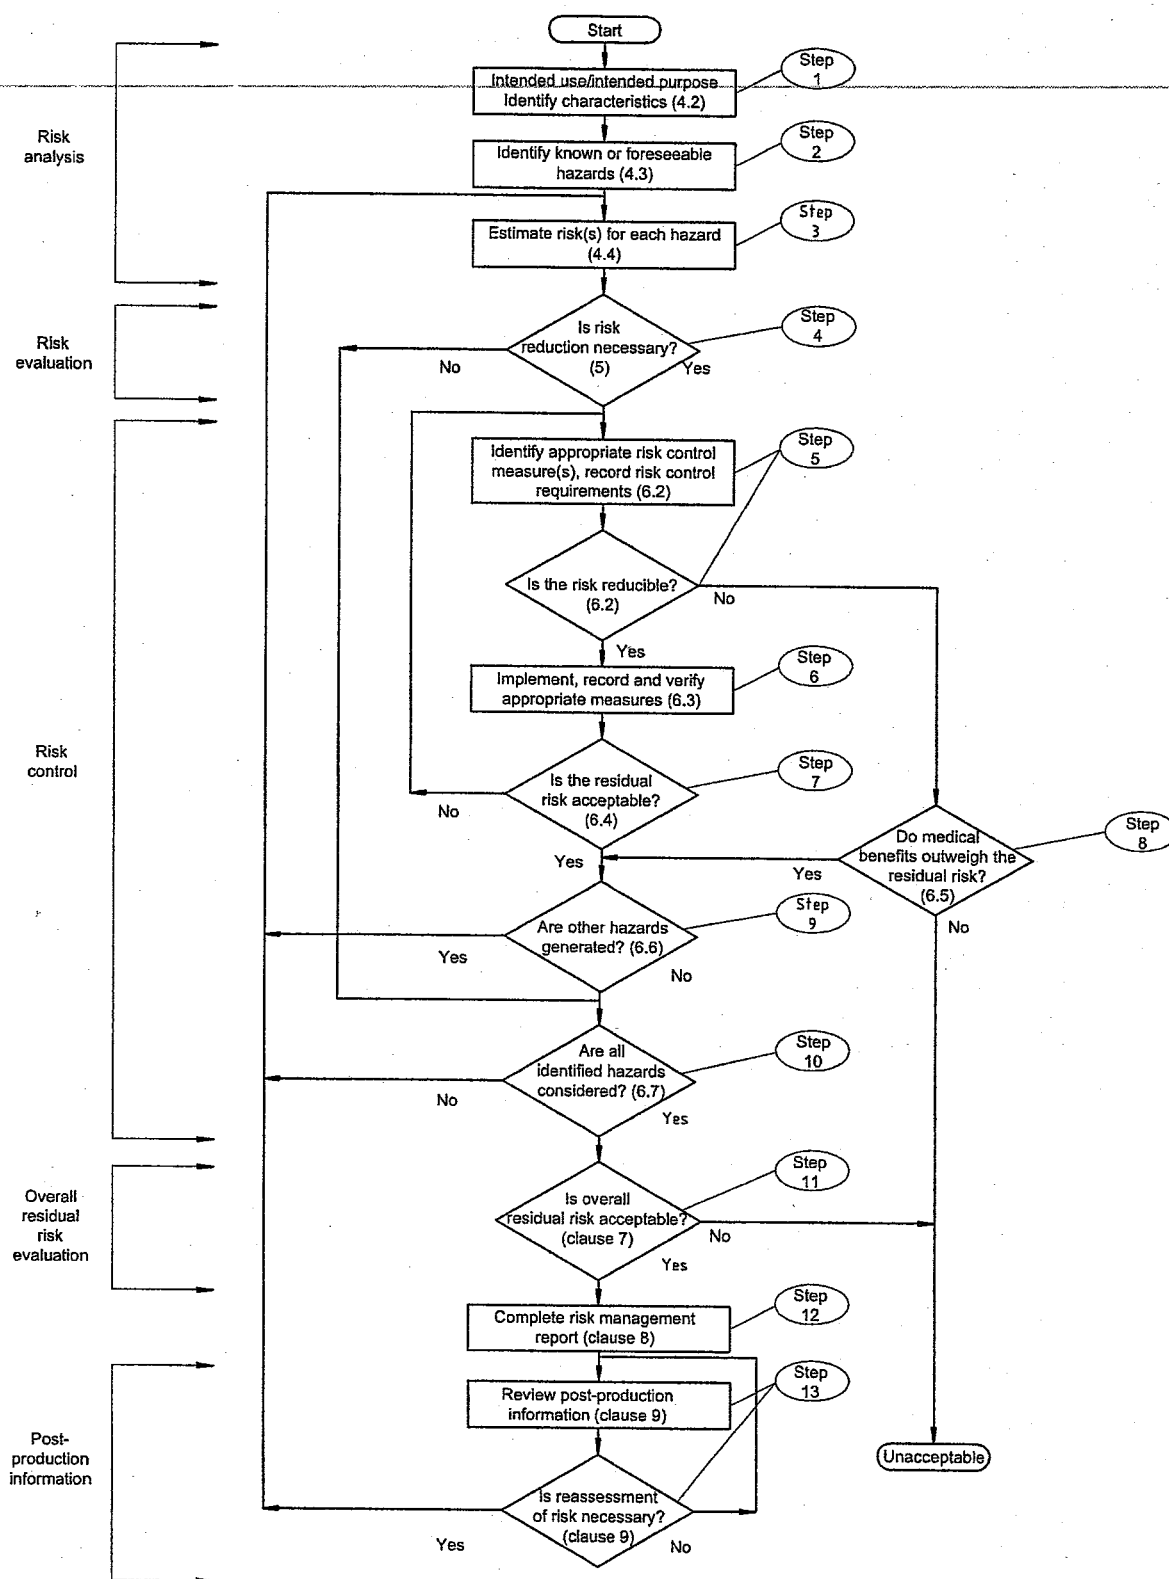 Start
Step
1
Intended use/intended purpose
Identify characteristics (4.2)
Risk
analysis
Step
2
Identify known or foreseeable
hazards (4.3)
Step
3
Estimate risk(s) for each hazard
(4.4)
Risk
evaluation
Step
4
Is risk
reduction necessary?
(5)
No
Yes
Step
5
Identify appropriate risk control
measure(s), record risk control
requirements (6.2)
Is the risk reducible?
(6.2)
No
Yes
Step
6
Implement, record and verify
appropriate measures (6.3)
Risk
control
Step
7
Is the residual
risk acceptable?
(6.4)
No
Yes
Step
8
Do medical
benefits outweigh the
residual risk?
(6.5)
Yes
No
Step
9
Are other hazards
generated? (6.6)
Yes
No
Step
10
Are all
identified hazards
considered? (6.7)
No
Yes
Step
11
Overall
residual
risk
evaluation
Is overall
residual risk acceptable?
(clause 7)
No
Yes
Step
12
Complete risk management
report (clause 8)
Step
13
Review post-production
information (clause 9)
Post-
production
information
Unacceptable
Is reassessment
of risk necessary?
(clause 9)
Yes
No